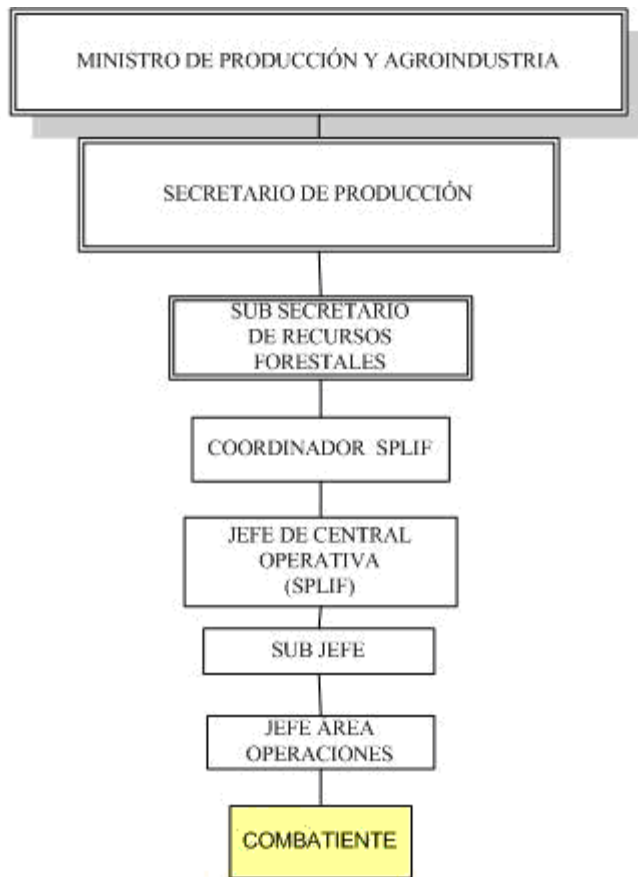 MINISTRO DE PRODUCCIÓN Y AGROINDUSTRIA
SECRETARIO DE PRODUCCIÓN
SUB SECRETARIO
DE RECURSOS
FORESTALES
COORDINADOR SPLIF
JEFE DE CENTRAL
OPERATIVA
(SPLIF)
SUB JEFE
JEFE ÁREA
OPERACIONES
COMBATIENTE